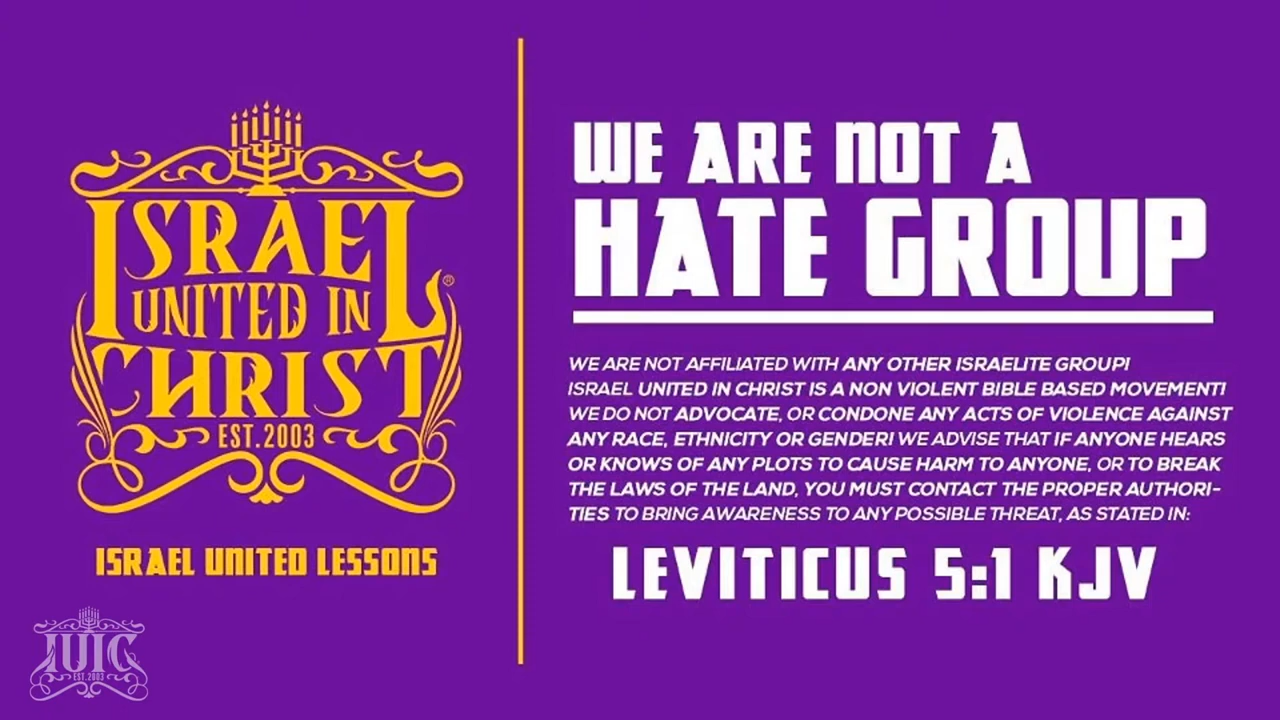 ISRAEL
UNITED IN
CHRIST
®
EST.2003
ISRAEL UNITED LESSONS
IUIC
EST.2003
WE ARE NOT A
HATE GROUP
WE ARE NOT AFFILIATED WITH ANY OTHER ISRAELITE GROUP!
ISRAEL UNITED IN CHRIST IS A NON VIOLENT BIBLE BASED MOVEMENT!
WE DO NOT ADVOCATE, OR CONDONE ANY ACTS OF VIOLENCE AGAINST
ANY RACE, ETHNICITY OR GENDER! WE ADVISE THAT IF ANYONE HEARS
OR KNOWS OF ANY PLOTS TO CAUSE HARM TO ANYONE, OR TO BREAK
THE LAWS OF THE LAND, YOU MUST CONTACT THE PROPER AUTHORI-
TIES TO BRING AWARENESS TO ANY POSSIBLE THREAT, AS STATED IN:
LEVITICUS 5:1 KJV